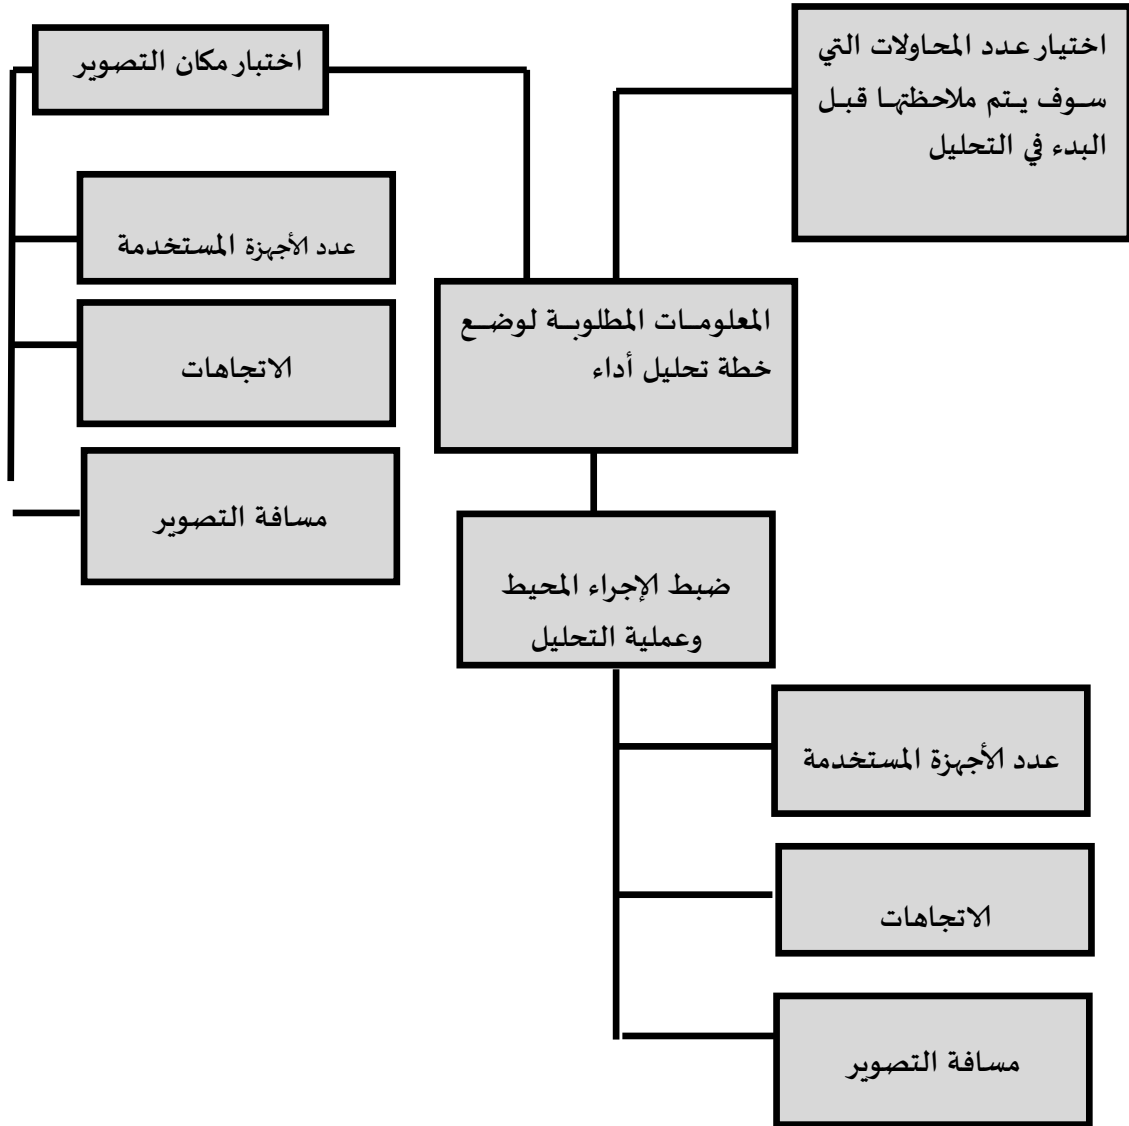 اختيار عدد المحاولات التي
سوف يتم ملاحظتها قبل
البدء في التحليل
اختبار مكان التصوير
عدد الأجهزة المستخدمة
الاتجاهات
مسافة التصوير
المعلومات المطلوبة لوضع
خطة تحليل أداء
ضبط الإجراء المحيط
وعملية التحليل
عدد الأجهزة المستخدمة
الاتجاهات
مسافة التصوير